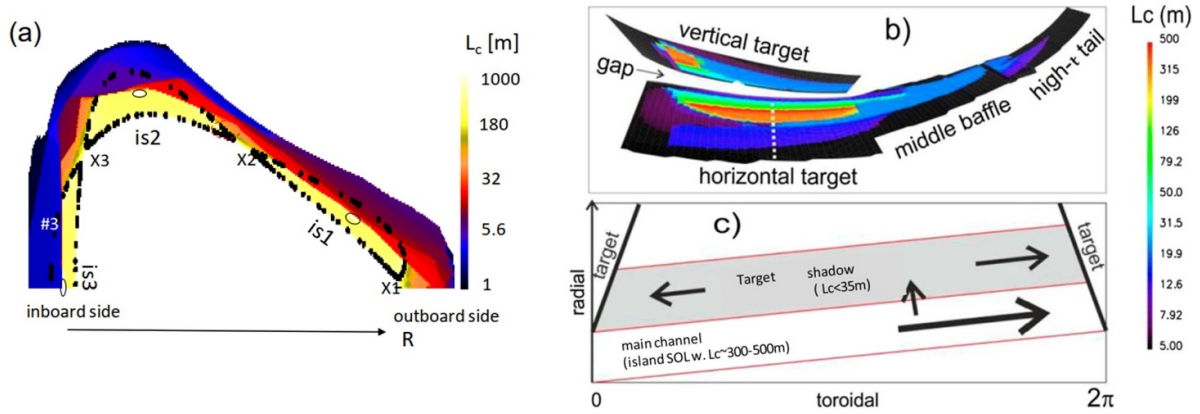 (a)
L_c [m]
1000
180
32
5.6
1
is2
X3
X2
#3
is1
is3
X1
inboard side
outboard side
R
b)
vertical target
gap
horizontal target
middle baffle
high-τ tail
Lc (m)
500
315
199
126
79.2
50.0
31.5
19.9
12.6
7.92
5.00
c)
radial
target
target
Target shadow
( Lc<35m)
main channel
(island SOL w. Lc~300-500m)
0
toroidal
2π